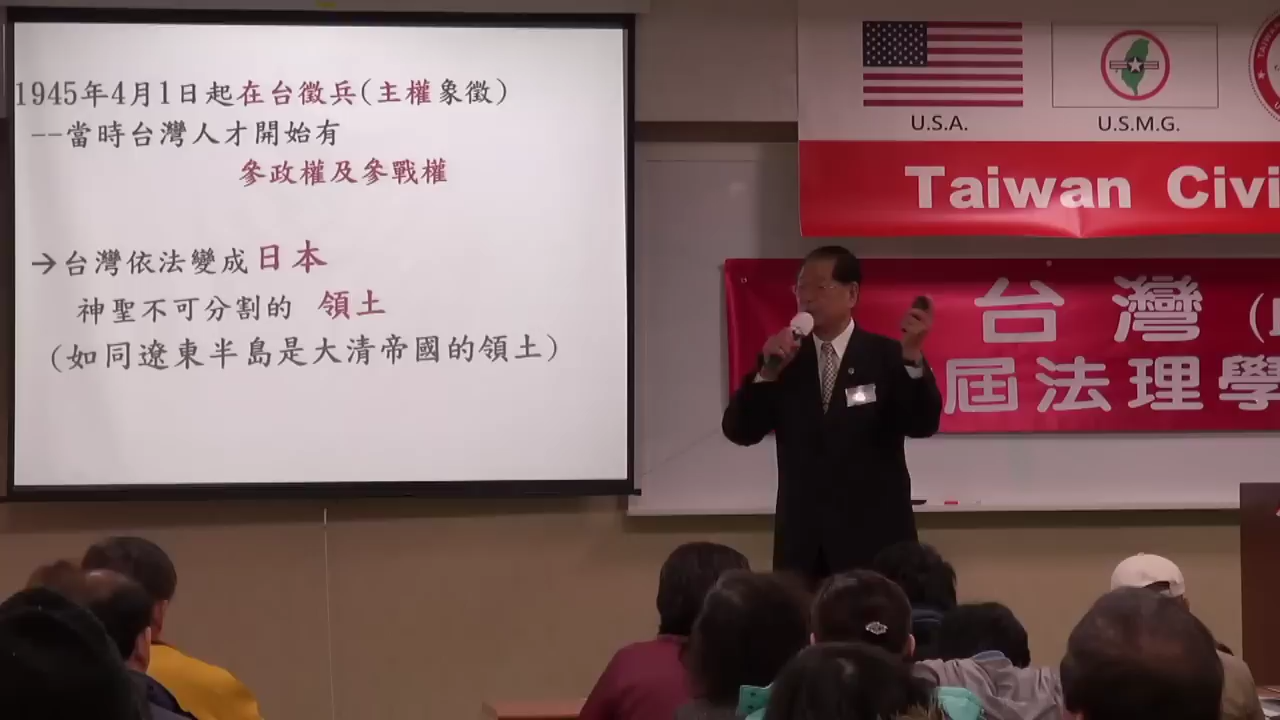 1945年4月1日起在台徵兵(主權象徵)
--當時台灣人才開始有
參政權及參戰權
→台灣依法變成日本
神聖不可分割的 領土
(如同遼東半島是大清帝國的領土)
U.S.A.
U.S.M.G.
Taiwan Civi
台灣(
屆法理學